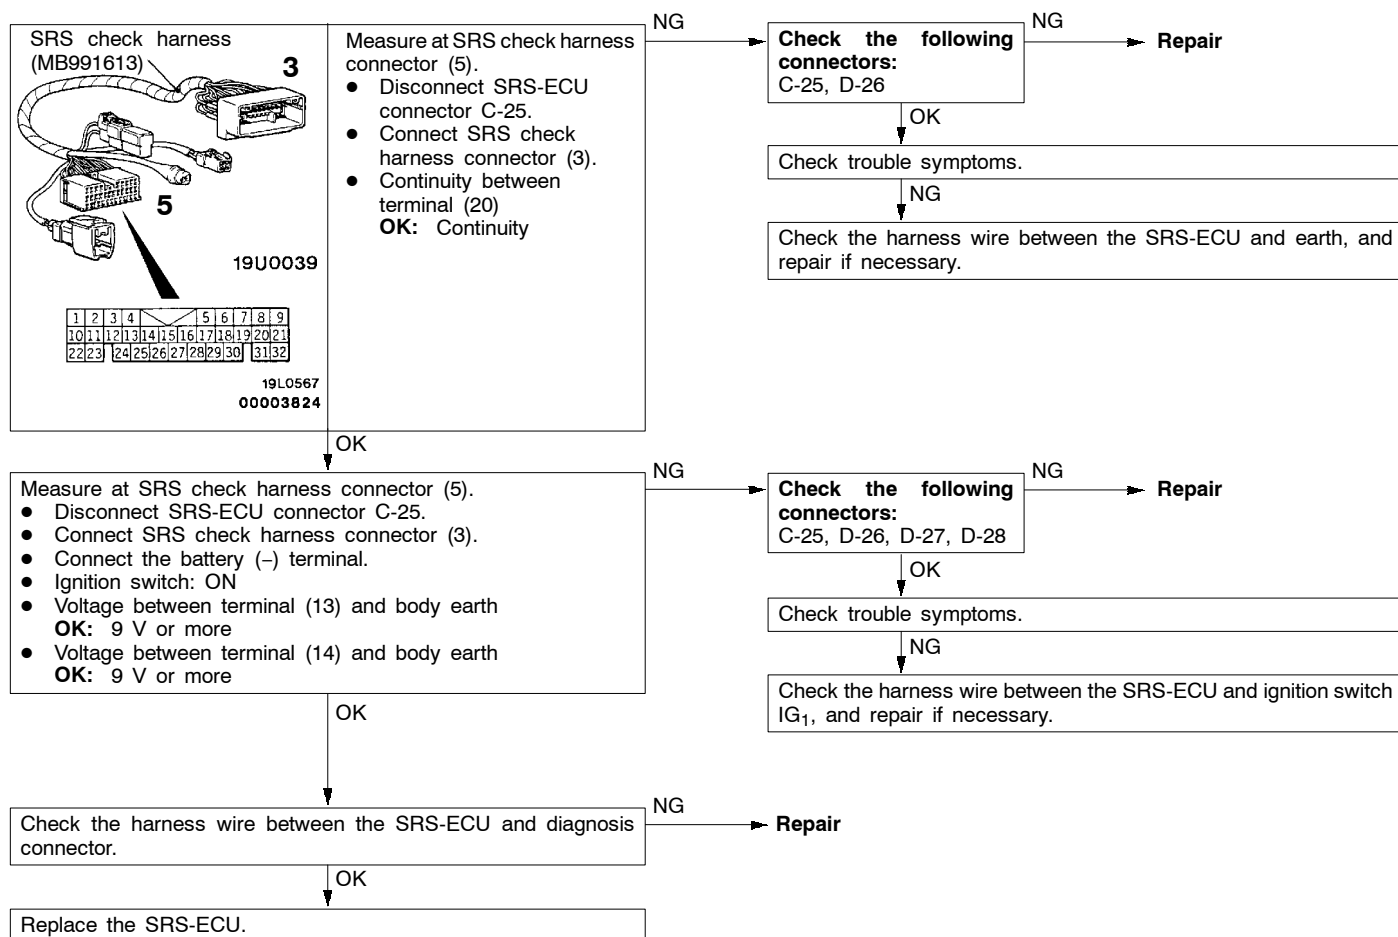 SRS check harness
(MB991613)
3
5
19U0039
1 2 3 4 5 6 7 8 9
10 11 12 13 14 15 16 17 18 19 20 21
22 23 24 25 26 27 28 29 30 31 32
19L0567
00003824
Measure at SRS check harness
connector (5).
● Disconnect SRS-ECU
connector C-25.
● Connect SRS check
harness connector (3).
● Continuity between
terminal (20)
OK: Continuity
NG
Check the following
connectors:
C-25, D-26
NG
Repair
OK
Check trouble symptoms.
NG
Check the harness wire between the SRS-ECU and earth, and
repair if necessary.
OK
Measure at SRS check harness connector (5).
● Disconnect SRS-ECU connector C-25.
● Connect SRS check harness connector (3).
● Connect the battery (–) terminal.
● Ignition switch: ON
● Voltage between terminal (13) and body earth
OK: 9 V or more
● Voltage between terminal (14) and body earth
OK: 9 V or more
NG
Check the following
connectors:
C-25, D-26, D-27, D-28
NG
Repair
OK
Check trouble symptoms.
NG
Check the harness wire between the SRS-ECU and ignition switch
IG1, and repair if necessary.
OK
Check the harness wire between the SRS-ECU and diagnosis
connector.
NG
Repair
OK
Replace the SRS-ECU.